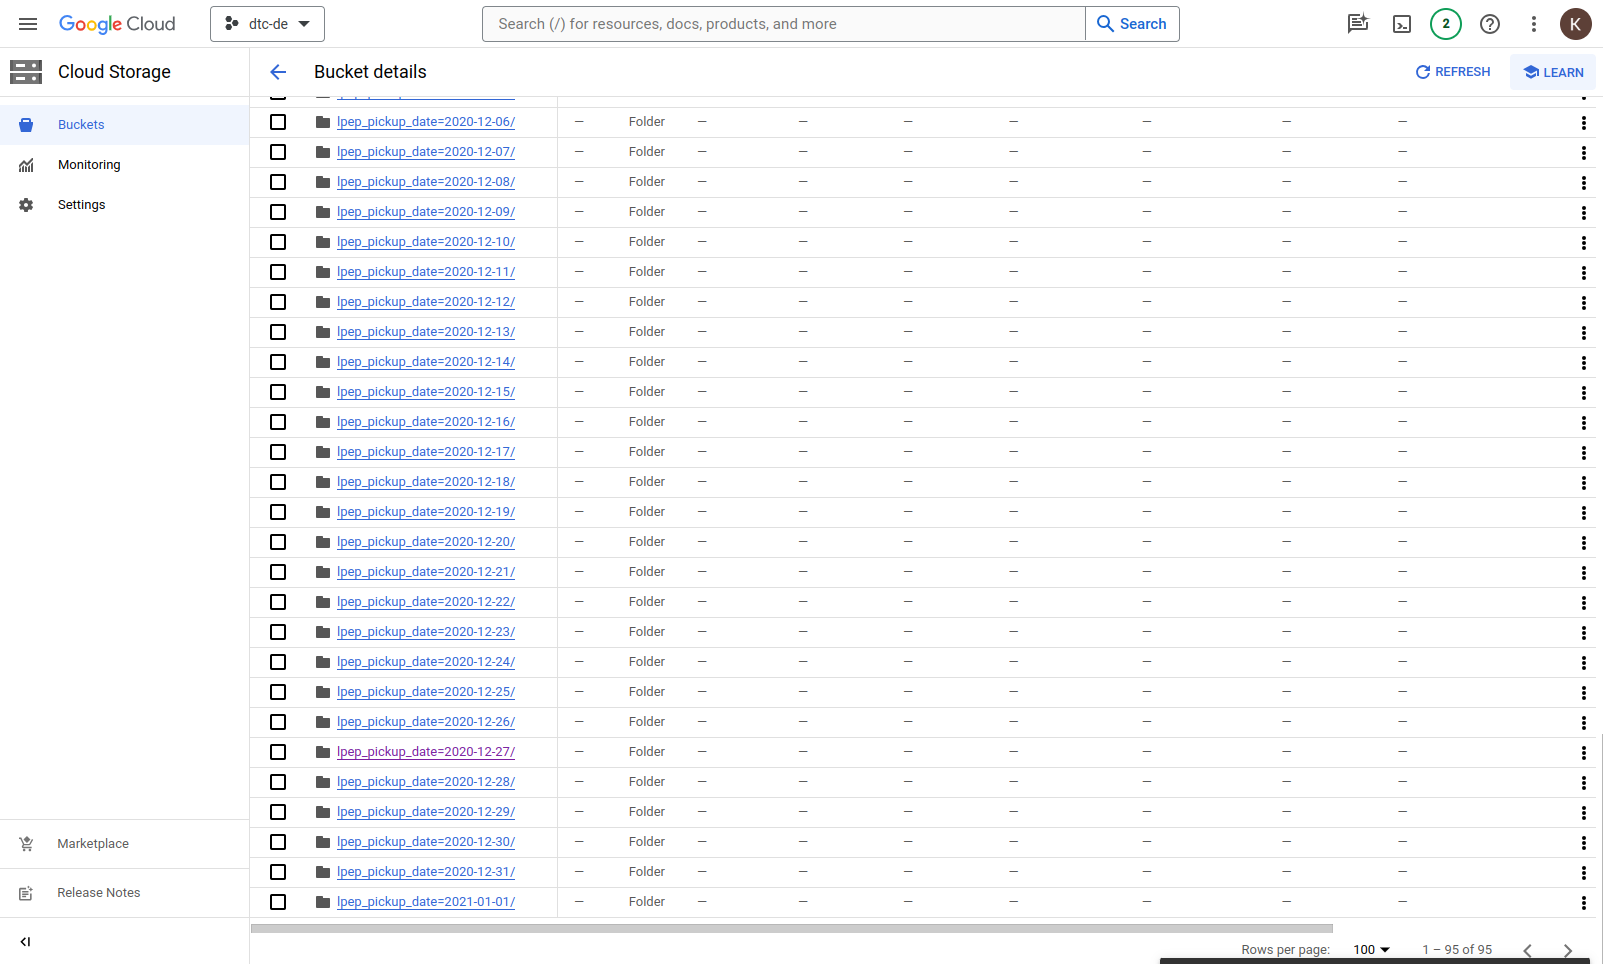 Google Cloud
dtc-de
Search (/) for resources, docs, products, and more
Search
2
K
Cloud Storage
Bucket details
REFRESH
LEARN
Buckets
Monitoring
Settings
Marketplace
Release Notes
lpep_pickup_date=2020-12-06/ — Folder — — — — — — —
lpep_pickup_date=2020-12-07/ — Folder — — — — — — —
lpep_pickup_date=2020-12-08/ — Folder — — — — — — —
lpep_pickup_date=2020-12-09/ — Folder — — — — — — —
lpep_pickup_date=2020-12-10/ — Folder — — — — — — —
lpep_pickup_date=2020-12-11/ — Folder — — — — — — —
lpep_pickup_date=2020-12-12/ — Folder — — — — — — —
lpep_pickup_date=2020-12-13/ — Folder — — — — — — —
lpep_pickup_date=2020-12-14/ — Folder — — — — — — —
lpep_pickup_date=2020-12-15/ — Folder — — — — — — —
lpep_pickup_date=2020-12-16/ — Folder — — — — — — —
lpep_pickup_date=2020-12-17/ — Folder — — — — — — —
lpep_pickup_date=2020-12-18/ — Folder — — — — — — —
lpep_pickup_date=2020-12-19/ — Folder — — — — — — —
lpep_pickup_date=2020-12-20/ — Folder — — — — — — —
lpep_pickup_date=2020-12-21/ — Folder — — — — — — —
lpep_pickup_date=2020-12-22/ — Folder — — — — — — —
lpep_pickup_date=2020-12-23/ — Folder — — — — — — —
lpep_pickup_date=2020-12-24/ — Folder — — — — — — —
lpep_pickup_date=2020-12-25/ — Folder — — — — — — —
lpep_pickup_date=2020-12-26/ — Folder — — — — — — —
lpep_pickup_date=2020-12-27/ — Folder — — — — — — —
lpep_pickup_date=2020-12-28/ — Folder — — — — — — —
lpep_pickup_date=2020-12-29/ — Folder — — — — — — —
lpep_pickup_date=2020-12-30/ — Folder — — — — — — —
lpep_pickup_date=2020-12-31/ — Folder — — — — — — —
lpep_pickup_date=2021-01-01/ — Folder — — — — — — —
Rows per page: 100 1 – 95 of 95